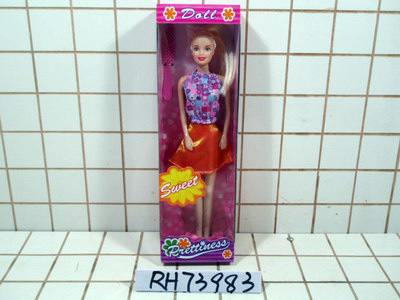 Doll
Sweet
Prettiness
RH73983